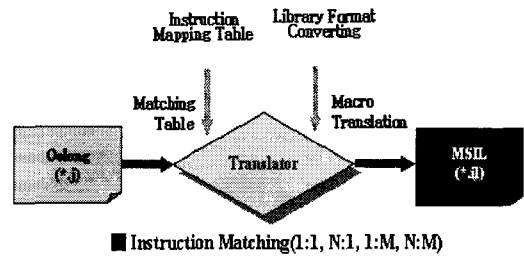 Instruction
Mapping Table
Library Format
Converting
Matching
Table
Macro
Translation
Oolong
(*.j)
Translator
MSIL
(*.il)
Instruction Matching(1:1, N:1, 1:M, N:M)